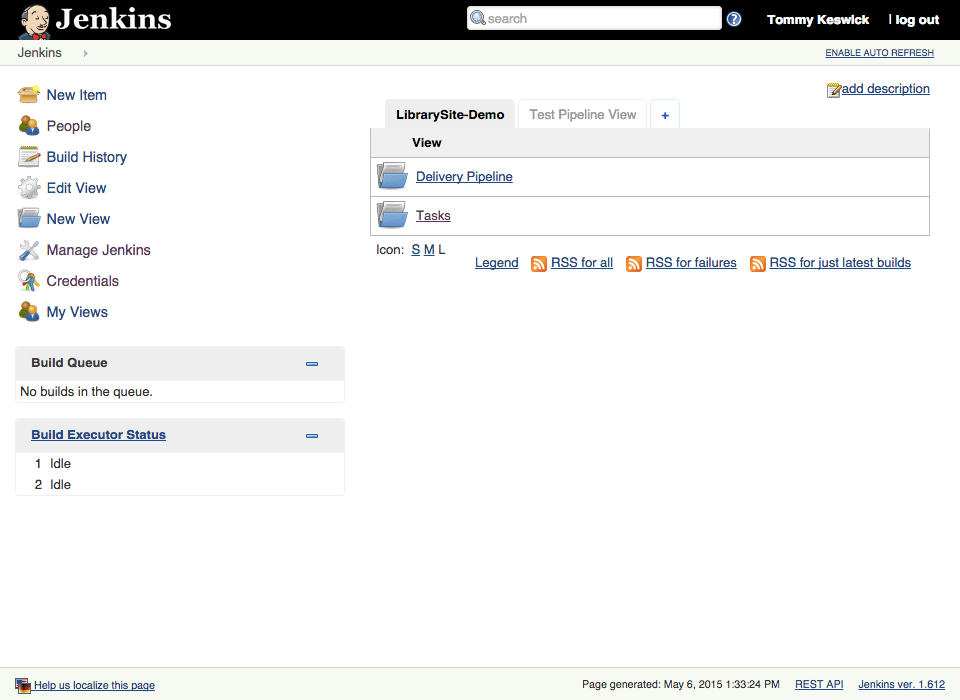 Jenkins
search
Tommy Keswick | log out
Jenkins
ENABLE AUTO REFRESH
New Item
People
Build History
Edit View
New View
Manage Jenkins
Credentials
My Views
Build Queue
No builds in the queue.
Build Executor Status
1 Idle
2 Idle
add description
LibrarySite-Demo Test Pipeline View +
View
Delivery Pipeline
Tasks
Icon: S M L
Legend RSS for all RSS for failures RSS for just latest builds
Help us localize this page
Page generated: May 6, 2015 1:33:24 PM REST API Jenkins ver. 1.612